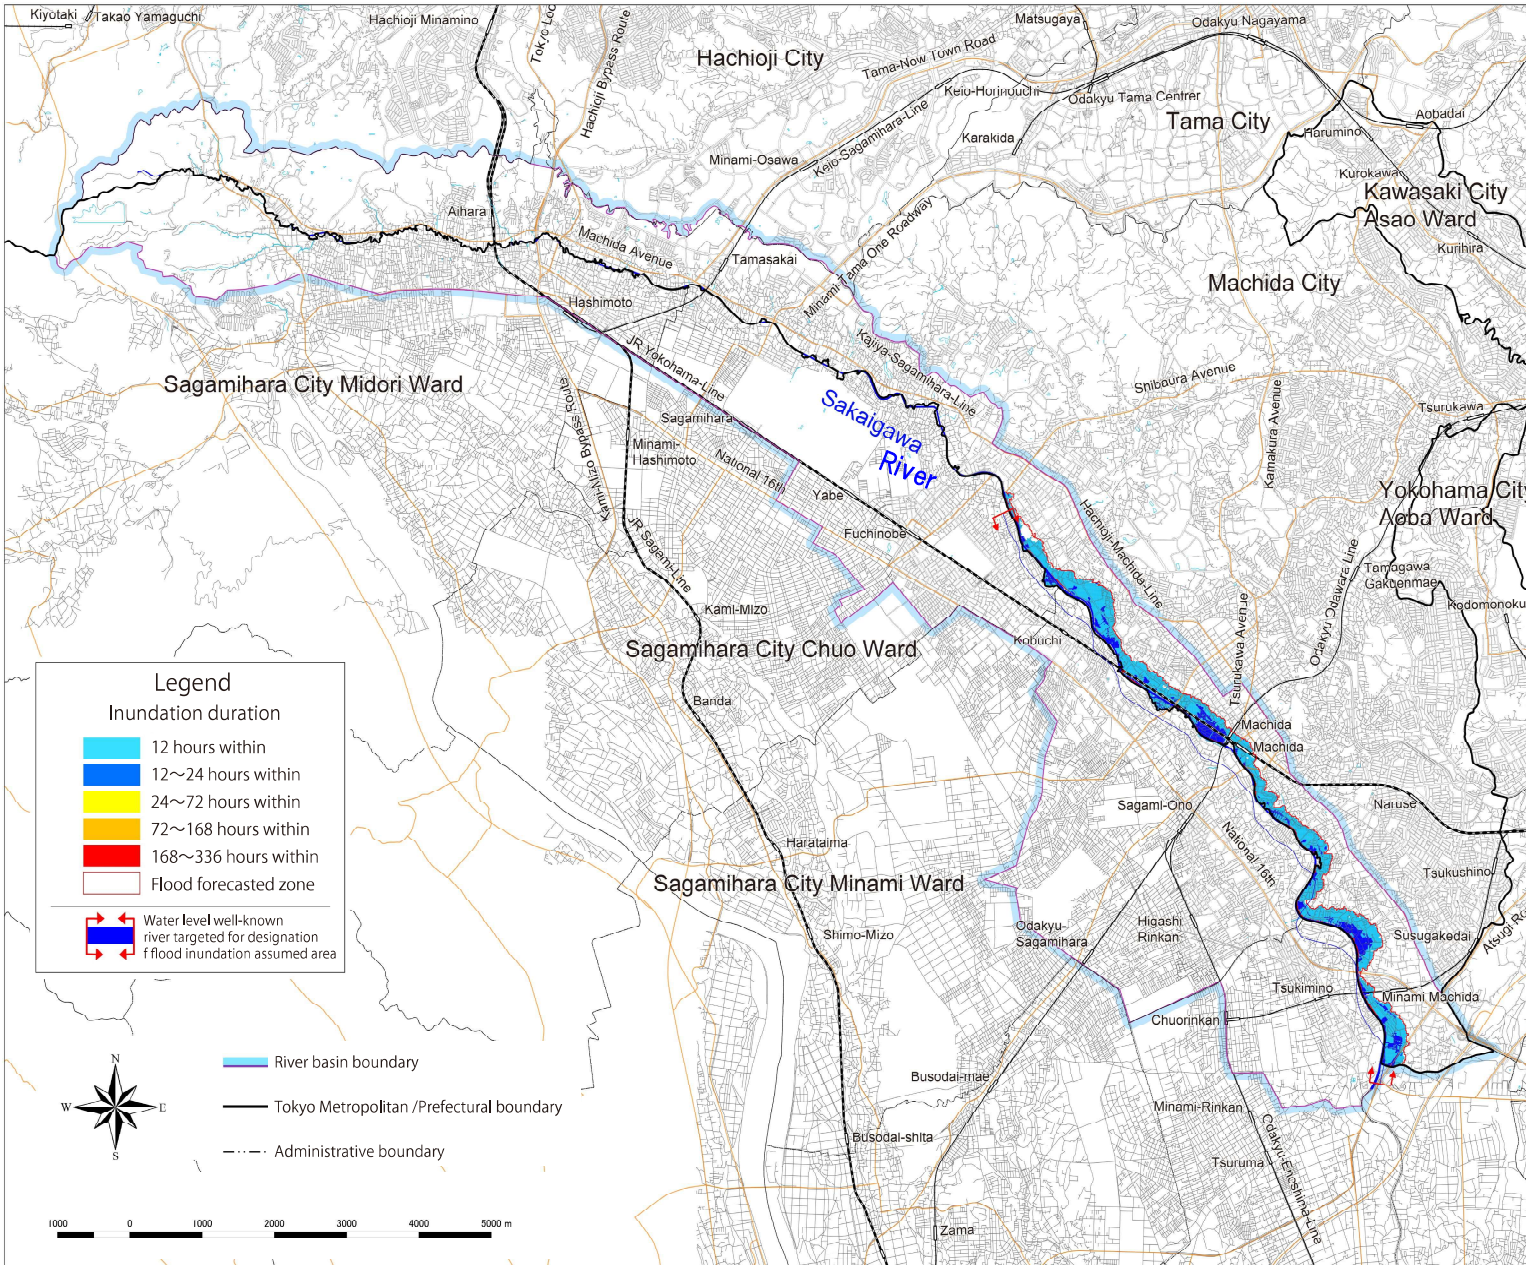 Kiyotaki
Takao Yamaguchi
Hachioji Minamino
Hachioji Bypass Route
Matsugaya
Odakyu Nagayama
Hachioji City
Tama-Now Town Road
Keio-Horinouchi
Odakyu Tama Centrer
Tama City
Aobadai
Harumino
Karakida
Minami-Osawa
Keio-Sagamihara-Line
Kurokawa
Kawasaki City
Asao Ward
Kurihira
Aihara
Machida Avenue
Tamasakai
Minami-Tama One Roadway
Machida City
Hashimoto
JR Yokohama-Line
Kajiya-Sagamihara-Line
Shibaura Avenue
Sagamihara City Midori Ward
Kami-Mizo Bypass Route
Sagamihara
Sakaigawa
River
Kamakura Avenue
Tsurukawa
Minami-
Hashimoto
National 16th
Yabe
Fuchinobe
Yokohama City
Aoba Ward
Hachioji-Machida-Line
JR Sagami-Line
Tamagawa
Gakuenmae
Kodomonoku
Odakyu Odawara Line
Tsurukawa Avenue
Kami-Mizo
Kobuchi
Sagamihara City Chuo Ward
Banda
Machida
Machida
Sagami-Ono
Naruse
National 16th
Harataima
Tsukushino
Sagamihara City Minami Ward
Shimo-Mizo
Odakyu-
Sagamihara
Higashi
Rinkan
Susugakedai
Atsugi Ro
Tsukimino
Minami Machida
Chuorinkan
Busodai-mae
Minami-Rinkan
Busodai-shita
Tsuruma
Odakyu-Enoshima-Line
Zama
Legend
Inundation duration
12 hours within
12～24 hours within
24～72 hours within
72～168 hours within
168～336 hours within
Flood forecasted zone
Water level well-known
river targeted for designation
f flood inundation assumed area
River basin boundary
Tokyo Metropolitan /Prefectural boundary
Administrative boundary
N
W
E
S
1000 0 1000 2000 3000 4000 5000 m